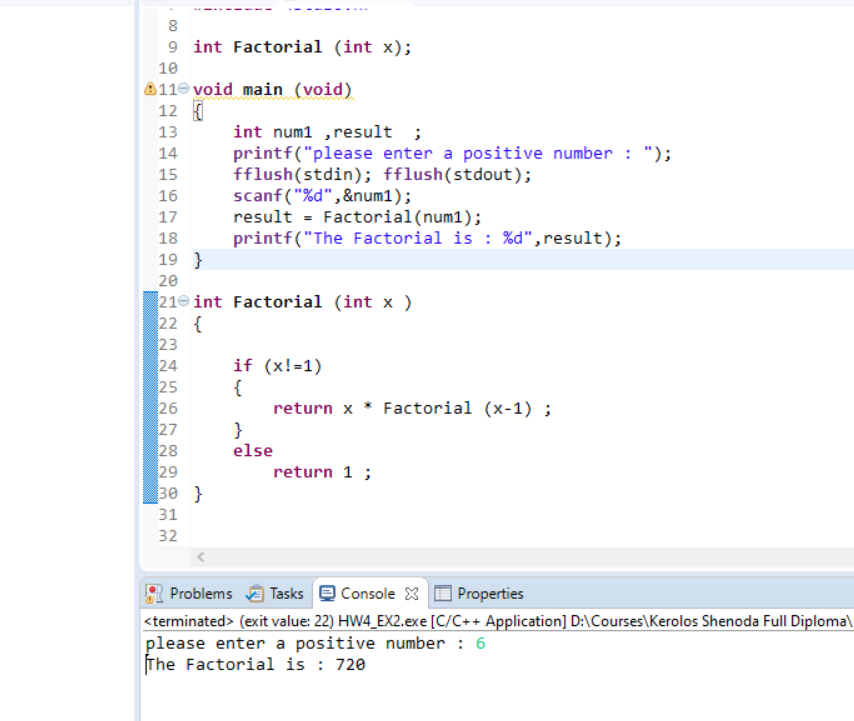 8
9 int Factorial (int x);
10
11 void main (void)
12 {
13 int num1 ,result ;
14 printf("please enter a positive number : ");
15 fflush(stdin); fflush(stdout);
16 scanf("%d",&num1);
17 result = Factorial(num1);
18 printf("The Factorial is : %d",result);
19 }
20
21 int Factorial (int x )
22 {
23
24 if (x!=1)
25 {
26 return x * Factorial (x-1) ;
27 }
28 else
29 return 1 ;
30 }
31
32
Problems Tasks Console Properties
<terminated> (exit value: 22) HW4_EX2.exe [C/C++ Application] D:\Courses\Kerolos Shenoda Full Diploma\
please enter a positive number : 6
The Factorial is : 720